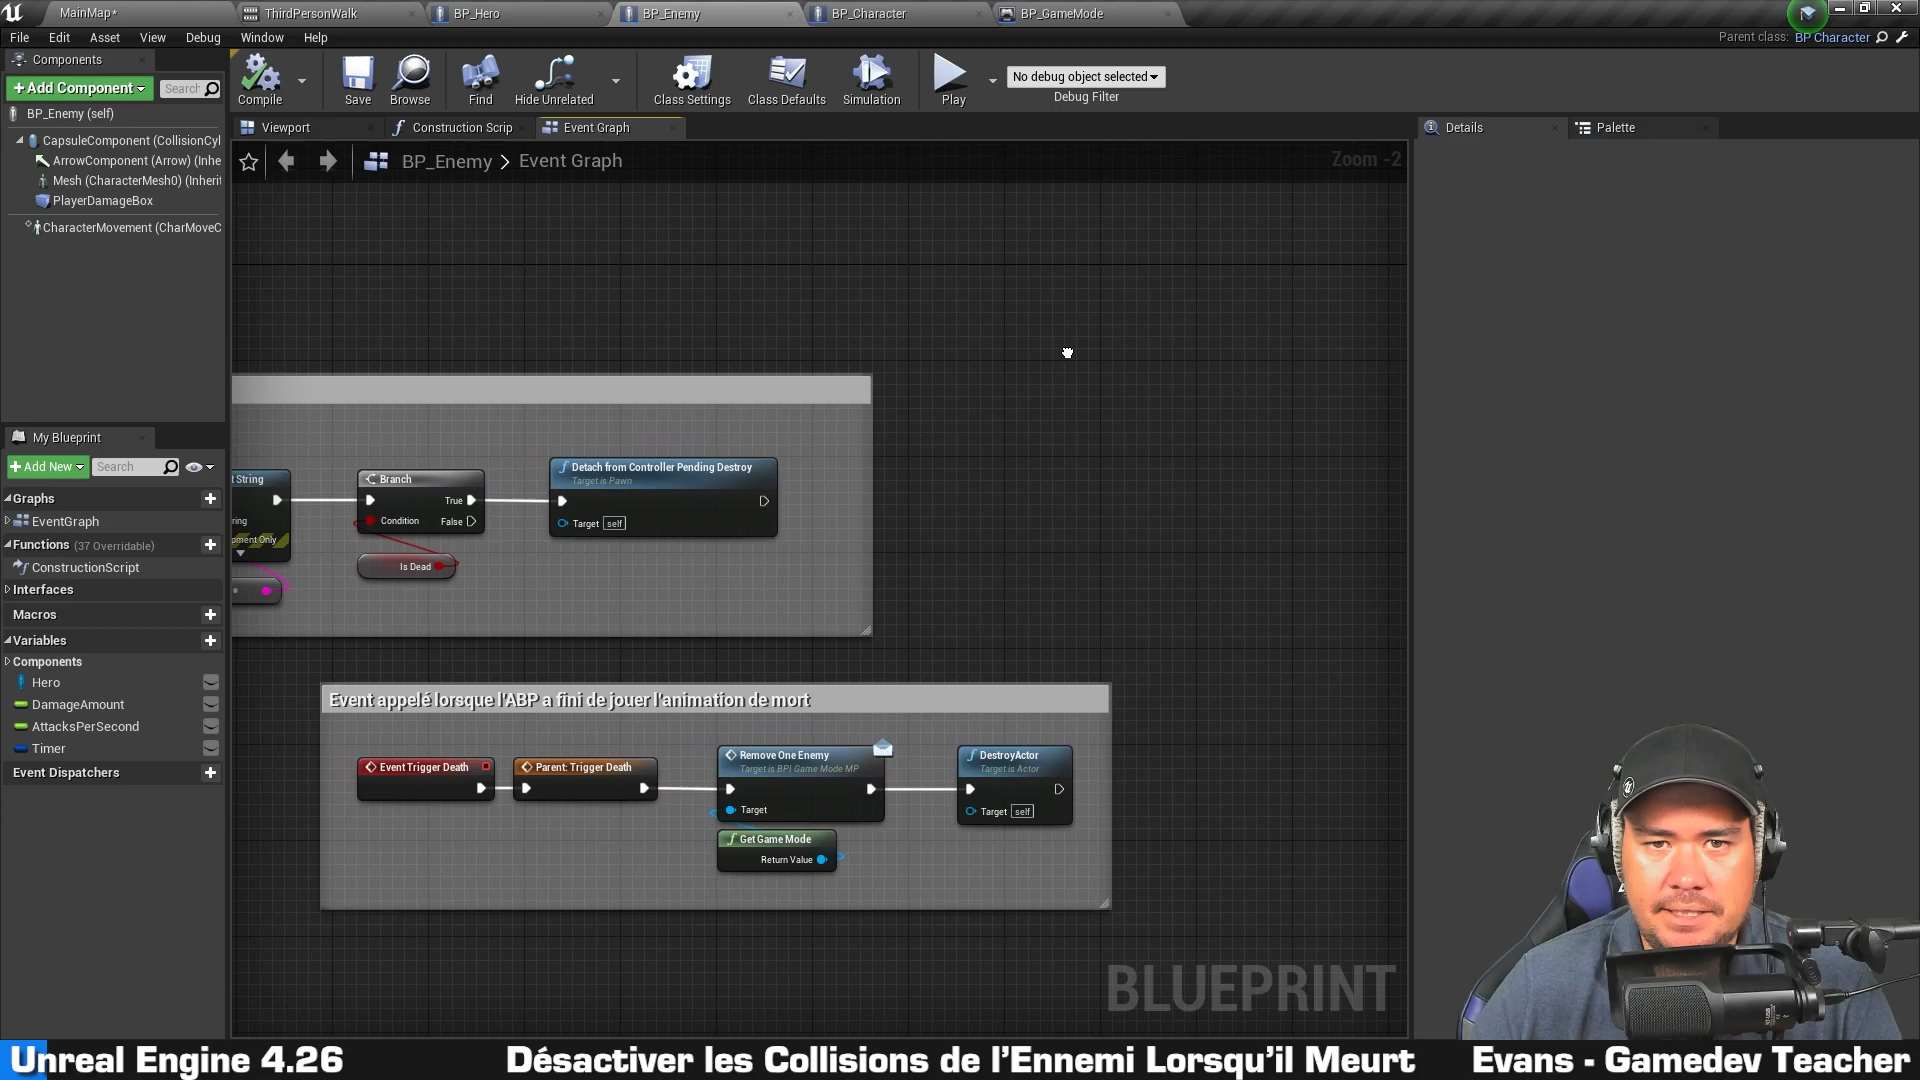 MainMap*
ThirdPersonWalk
BP_Hero
BP_Enemy
BP_Character
BP_GameMode
File Edit Asset View Debug Window Help
Parent class: BP Character
Components
+Add Component
Search
BP_Enemy (self)
CapsuleComponent (CollisionCyl
ArrowComponent (Arrow) (Inhe
Mesh (CharacterMesh0) (Inherit
PlayerDamageBox
CharacterMovement (CharMoveC
Compile
Save
Browse
Find
Hide Unrelated
Class Settings
Class Defaults
Simulation
Play
No debug object selected
Debug Filter
Viewport
Construction Scrip
Event Graph
Details
Palette
BP_Enemy > Event Graph
Zoom -2
My Blueprint
+Add New
Search
Graphs
EventGraph
Functions (37 Overridable)
ConstructionScript
Interfaces
Macros
Variables
Components
Hero
DamageAmount
AttacksPerSecond
Timer
Event Dispatchers
t String
ring
pment Only
Branch
True
Condition
False
Is Dead
Detach from Controller Pending Destroy
Target is Pawn
Target self
Event appelé lorsque l'ABP a fini de jouer l'animation de mort
Event Trigger Death
Parent: Trigger Death
Remove One Enemy
Target is BPI Game Mode MP
Target
Get Game Mode
Return Value
DestroyActor
Target is Actor
Target self
BLUEPRINT
Unreal Engine 4.26
Désactiver les Collisions de l'Ennemi Lorsqu'il Meurt
Evans - Gamedev Teacher